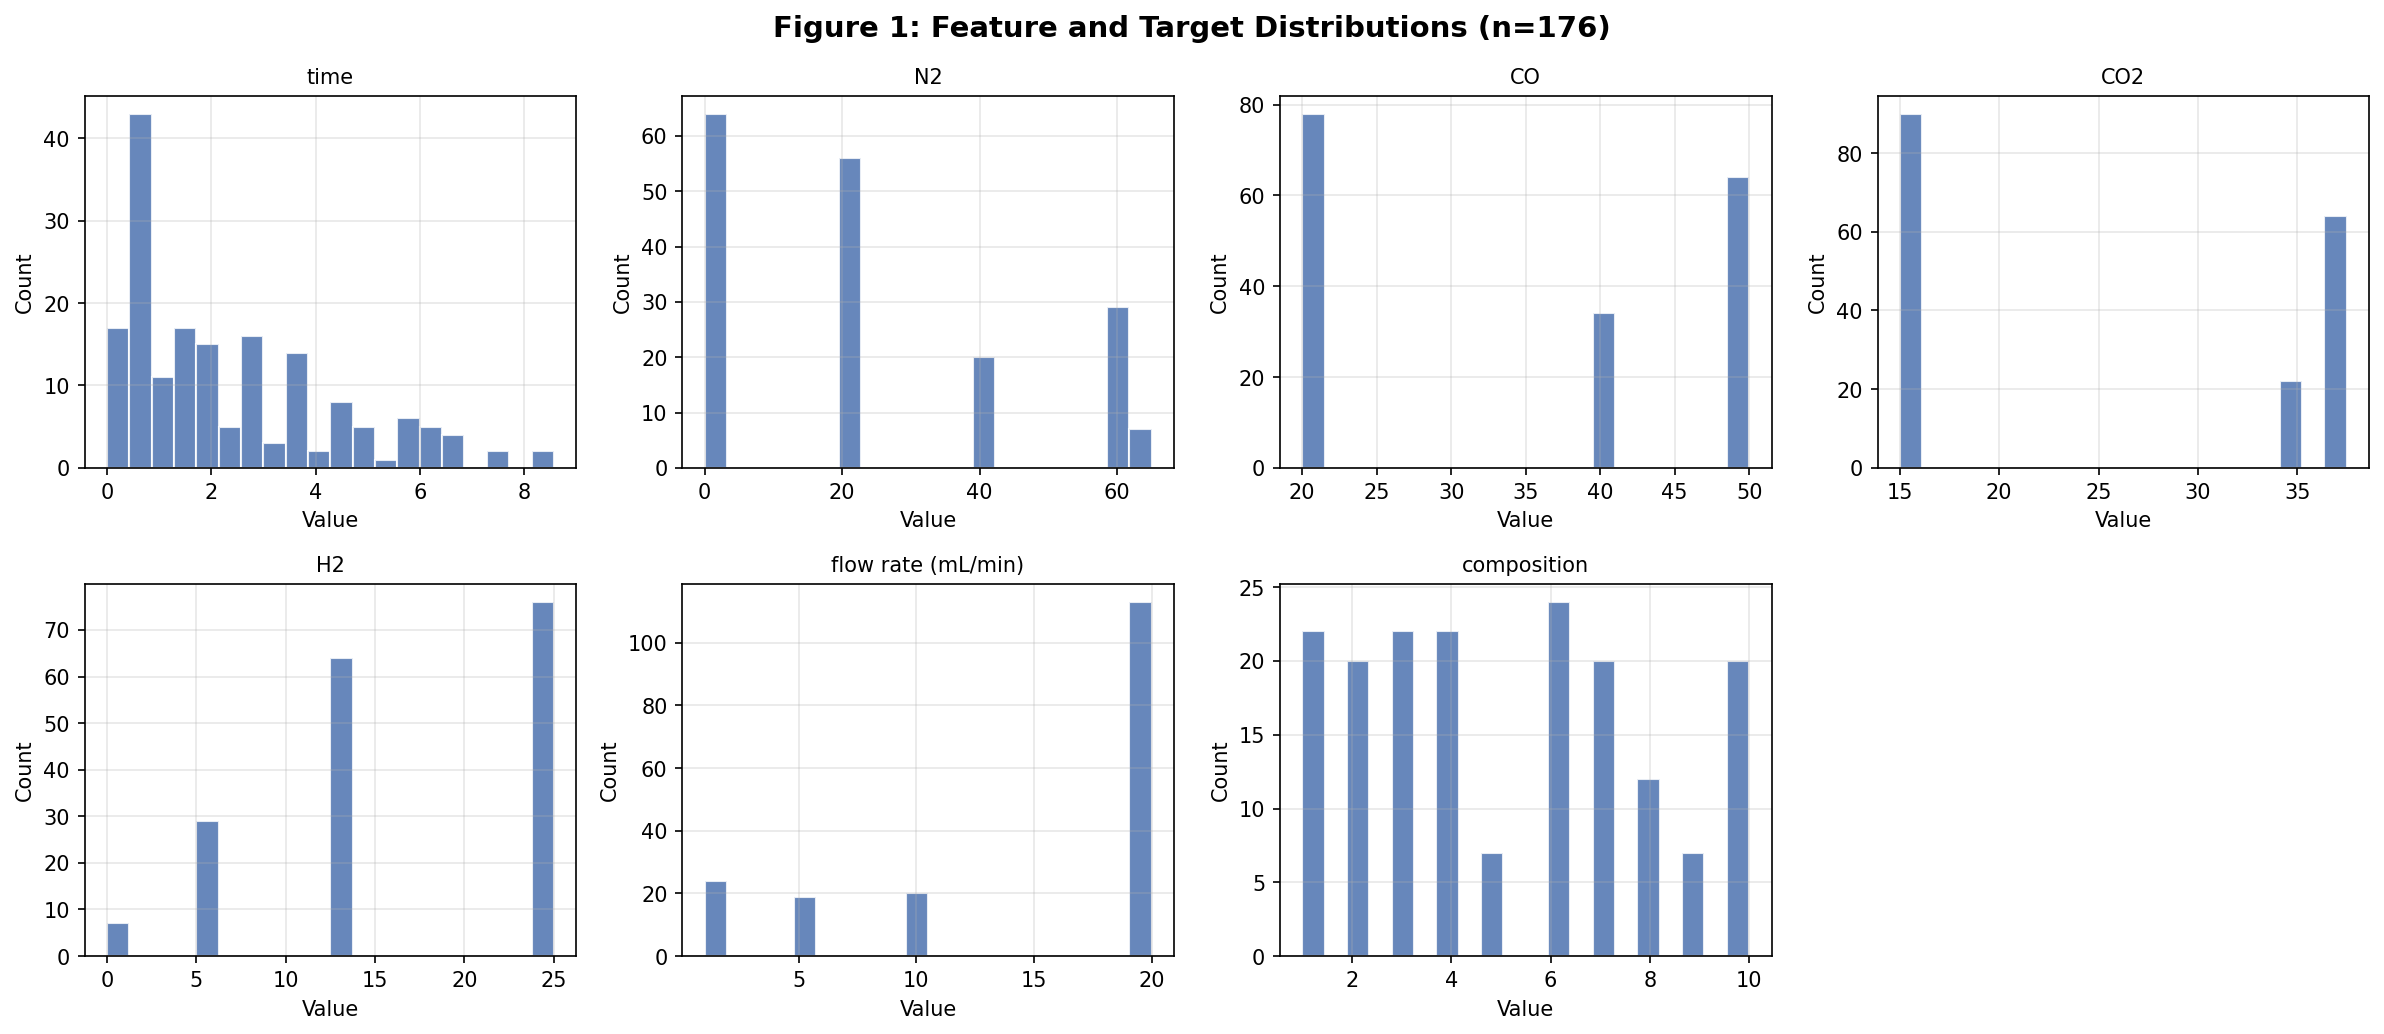 Figure 1: Feature and Target Distributions (n=176)
time
N2
CO
CO2
40
30
20
10
0
Count
0 2 4 6 8
Value
60
50
40
30
20
10
0
Count
0 20 40 60
Value
80
60
40
20
0
Count
20 25 30 35 40 45 50
Value
80
60
40
20
0
Count
15 20 25 30 35
Value
H2
flow rate (mL/min)
composition
70
60
50
40
30
20
10
0
Count
0 5 10 15 20 25
Value
100
80
60
40
20
0
Count
5 10 15 20
Value
25
20
15
10
5
0
Count
2 4 6 8 10
Value